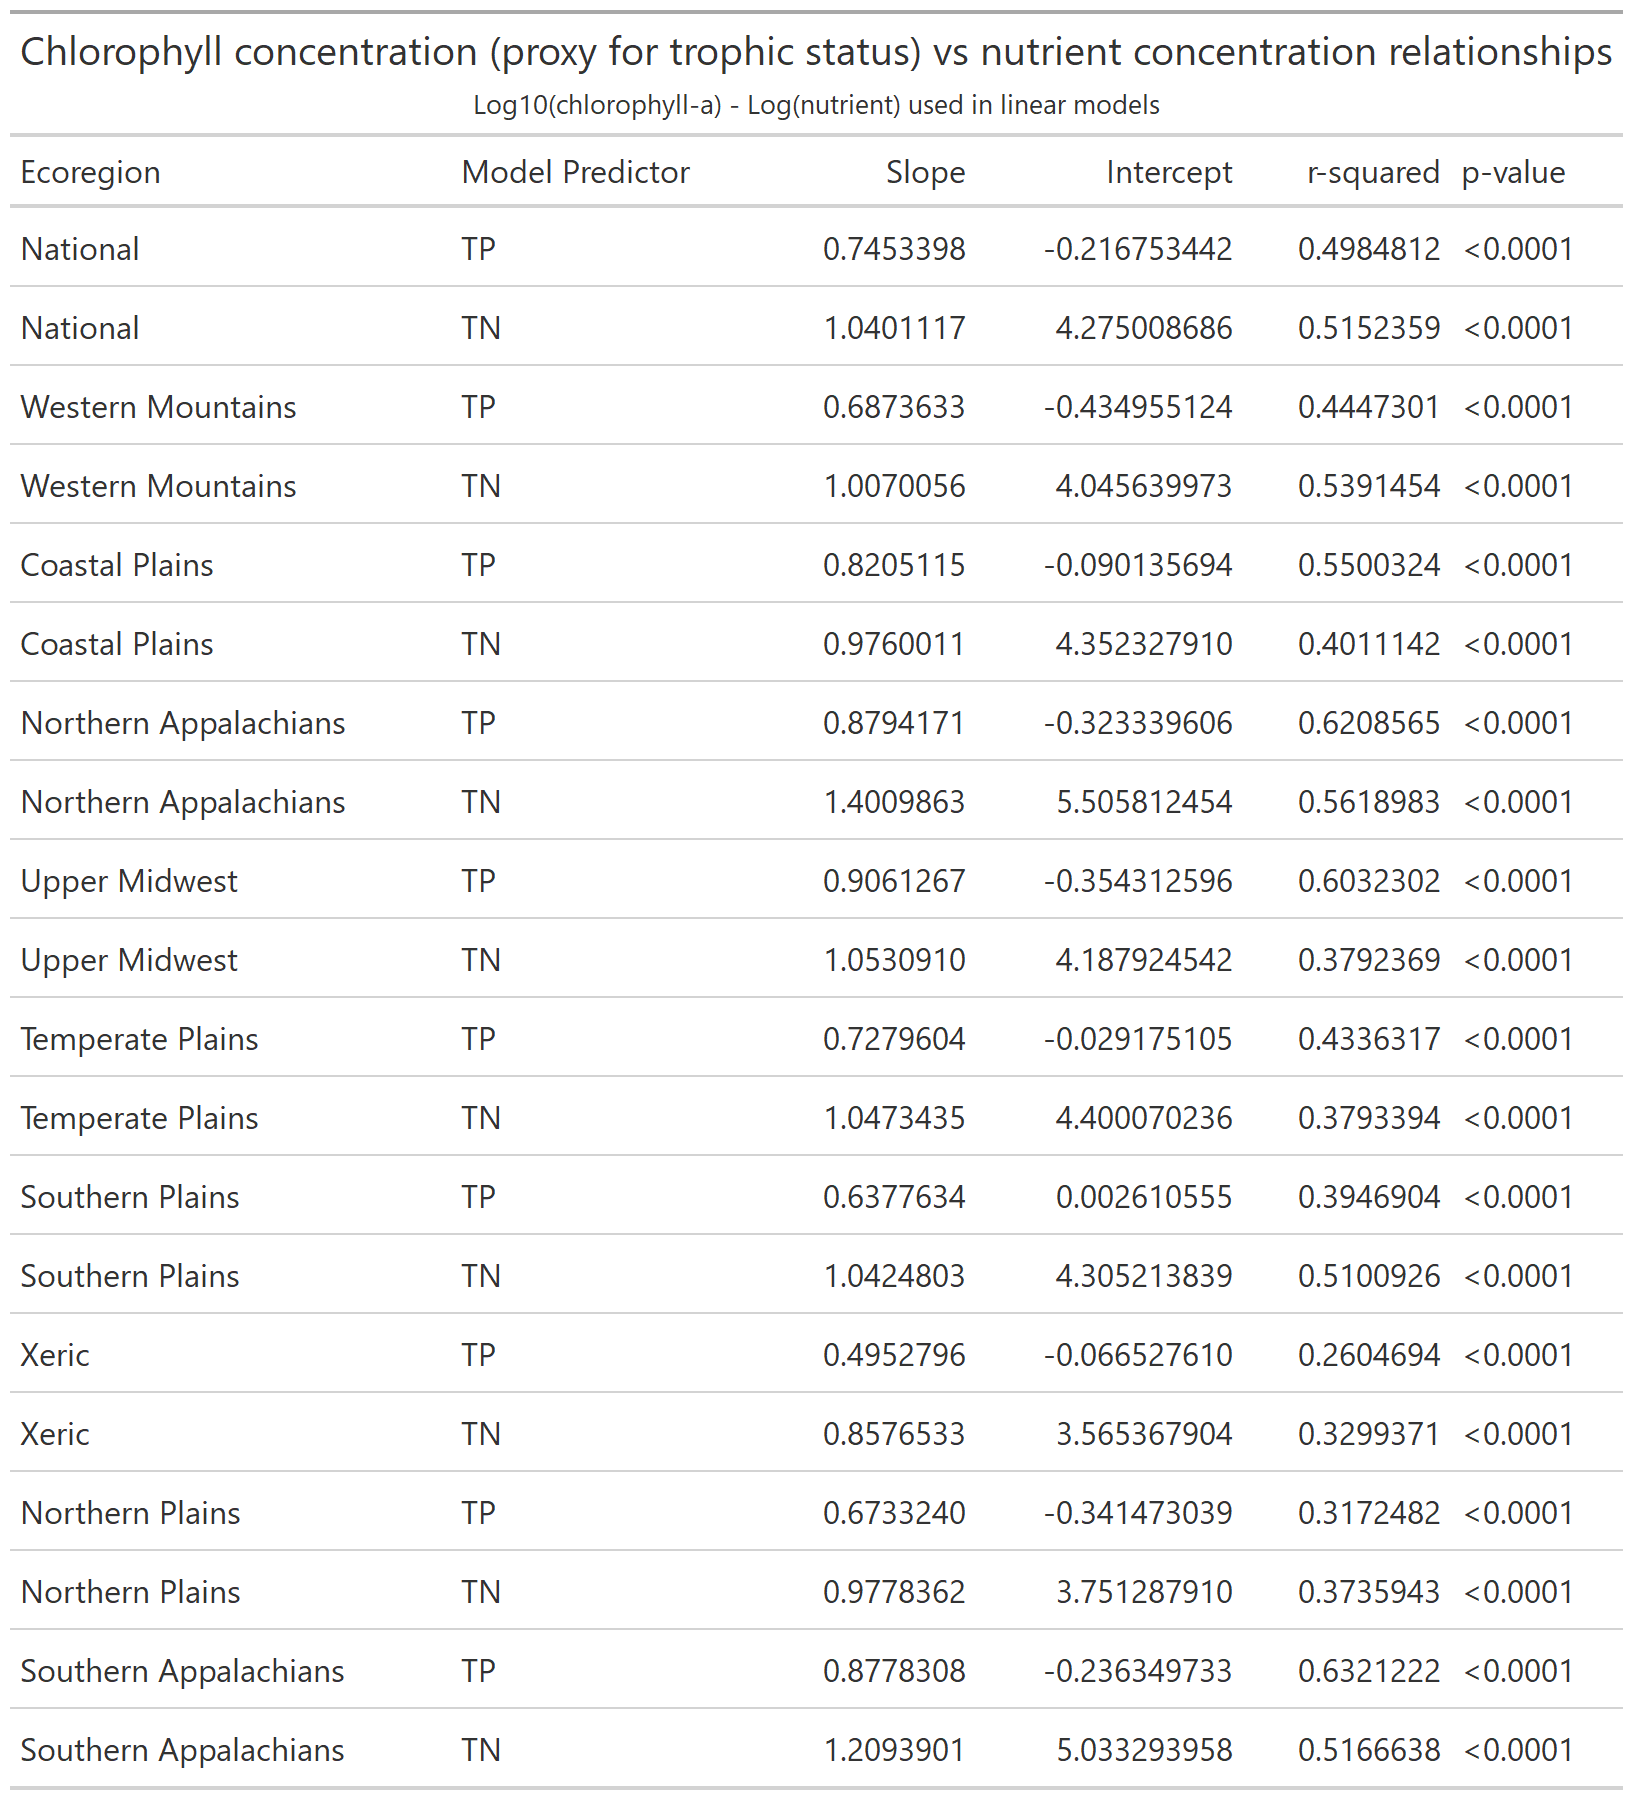 Chlorophyll concentration (proxy for trophic status) vs nutrient concentration relationships
Log10(chlorophyll-a) - Log(nutrient) used in linear models
Ecoregion Model Predictor Slope Intercept r-squared p-value
National TP 0.7453398 -0.216753442 0.4984812 <0.0001
National TN 1.0401117 4.275008686 0.5152359 <0.0001
Western Mountains TP 0.6873633 -0.434955124 0.4447301 <0.0001
Western Mountains TN 1.0070056 4.045639973 0.5391454 <0.0001
Coastal Plains TP 0.8205115 -0.090135694 0.5500324 <0.0001
Coastal Plains TN 0.9760011 4.352327910 0.4011142 <0.0001
Northern Appalachians TP 0.8794171 -0.323339606 0.6208565 <0.0001
Northern Appalachians TN 1.4009863 5.505812454 0.5618983 <0.0001
Upper Midwest TP 0.9061267 -0.354312596 0.6032302 <0.0001
Upper Midwest TN 1.0530910 4.187924542 0.3792369 <0.0001
Temperate Plains TP 0.7279604 -0.029175105 0.4336317 <0.0001
Temperate Plains TN 1.0473435 4.400070236 0.3793394 <0.0001
Southern Plains TP 0.6377634 0.002610555 0.3946904 <0.0001
Southern Plains TN 1.0424803 4.305213839 0.5100926 <0.0001
Xeric TP 0.4952796 -0.066527610 0.2604694 <0.0001
Xeric TN 0.8576533 3.565367904 0.3299371 <0.0001
Northern Plains TP 0.6733240 -0.341473039 0.3172482 <0.0001
Northern Plains TN 0.9778362 3.751287910 0.3735943 <0.0001
Southern Appalachians TP 0.8778308 -0.236349733 0.6321222 <0.0001
Southern Appalachians TN 1.2093901 5.033293958 0.5166638 <0.0001